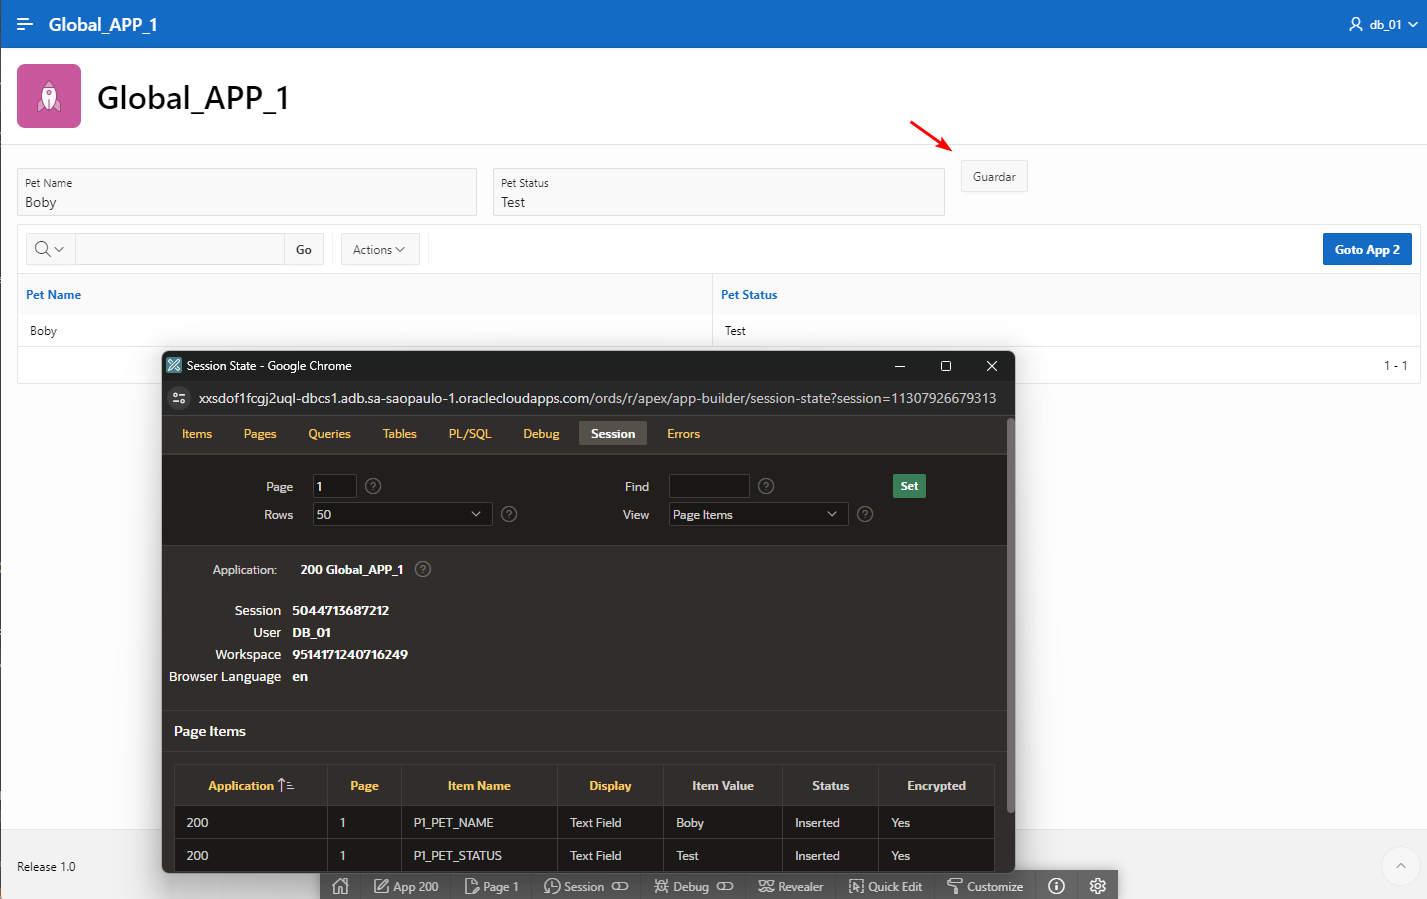 Global_APP_1
db_01
Global_APP_1
Pet Name
Boby
Pet Status
Test
Guardar
Go
Actions
Goto App 2
Pet Name
Pet Status
Boby
Test
1 - 1
Session State - Google Chrome
xxsdof1fcgj2uql-dbcs1.adb.sa-saopaulo-1.oraclecloudapps.com/ords/r/apex/app-builder/session-state?session=11307926679313
Items
Pages
Queries
Tables
PL/SQL
Debug
Session
Errors
Page
1
Find
Set
Rows
50
View
Page Items
Application:
200 Global_APP_1
Session 5044713687212
User DB_01
Workspace 9514171240716249
Browser Language en
Page Items
Application Page Item Name Display Item Value Status Encrypted
200 1 P1_PET_NAME Text Field Boby Inserted Yes
200 1 P1_PET_STATUS Text Field Test Inserted Yes
Release 1.0
App 200
Page 1
Session
Debug
Revealer
Quick Edit
Customize